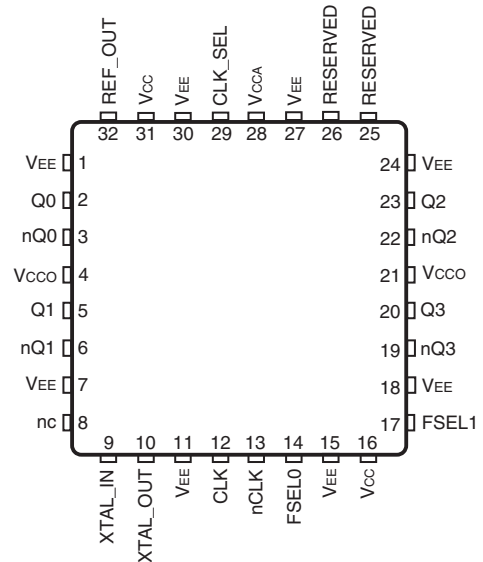 REF_OUT
VCC
VEE
CLK_SEL
VCCA
VEE
RESERVED
RESERVED
32 31 30 29 28 27 26 25
VEE 1 24 VEE
Q0 2 23 Q2
nQ0 3 22 nQ2
VCCO 4 21 VCCO
Q1 5 20 Q3
nQ1 6 19 nQ3
VEE 7 18 VEE
nc 8 17 FSEL1
9 10 11 12 13 14 15 16
XTAL_IN
XTAL_OUT
VEE
CLK
nCLK
FSEL0
VEE
VCC